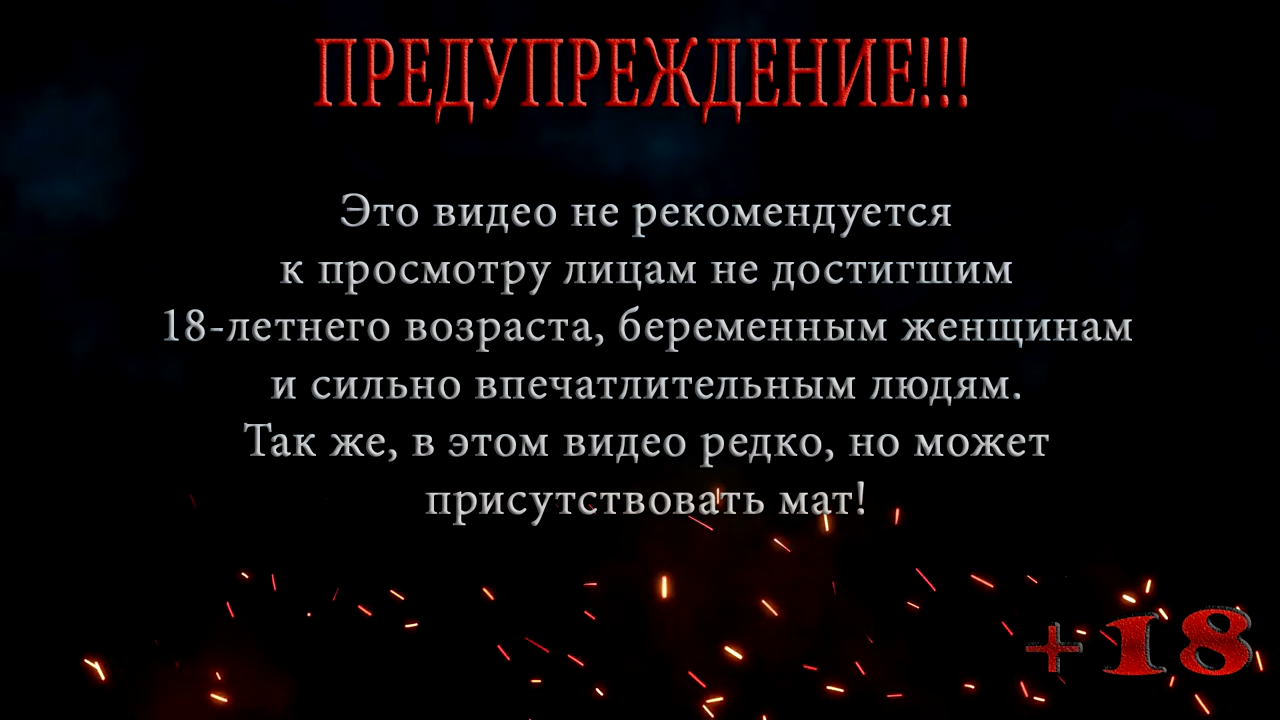 ПРЕДУПРЕЖДЕНИЕ!!!
Это видео не рекомендуется
к просмотру лицам не достигшим
18-летнего возраста, беременным женщинам
и сильно впечатлительным людям.
Так же, в этом видео редко, но может
присутствовать мат!
+18